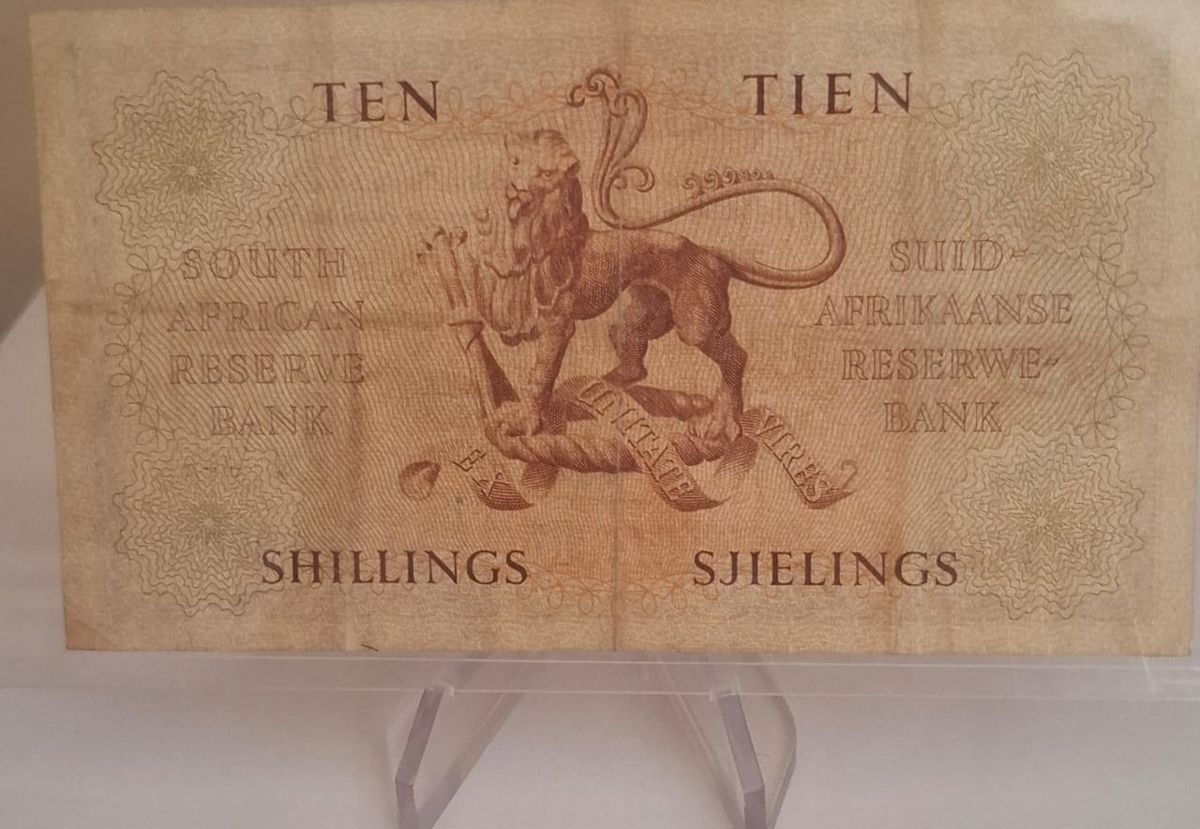 TEN
TIEN
SOUTH
AFRICAN
RESERVE
BANK
SUID-
AFRIKAANSE
RESERWE-
BANK
EX UNITATE VIRES
SHILLINGS
SJIELINGS